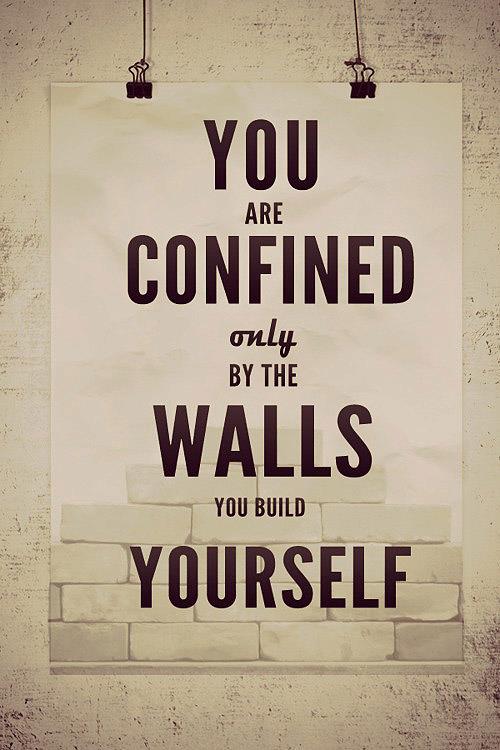 YOU
ARE
CONFINED
only
BY THE
WALLS
YOU BUILD
YOURSELF